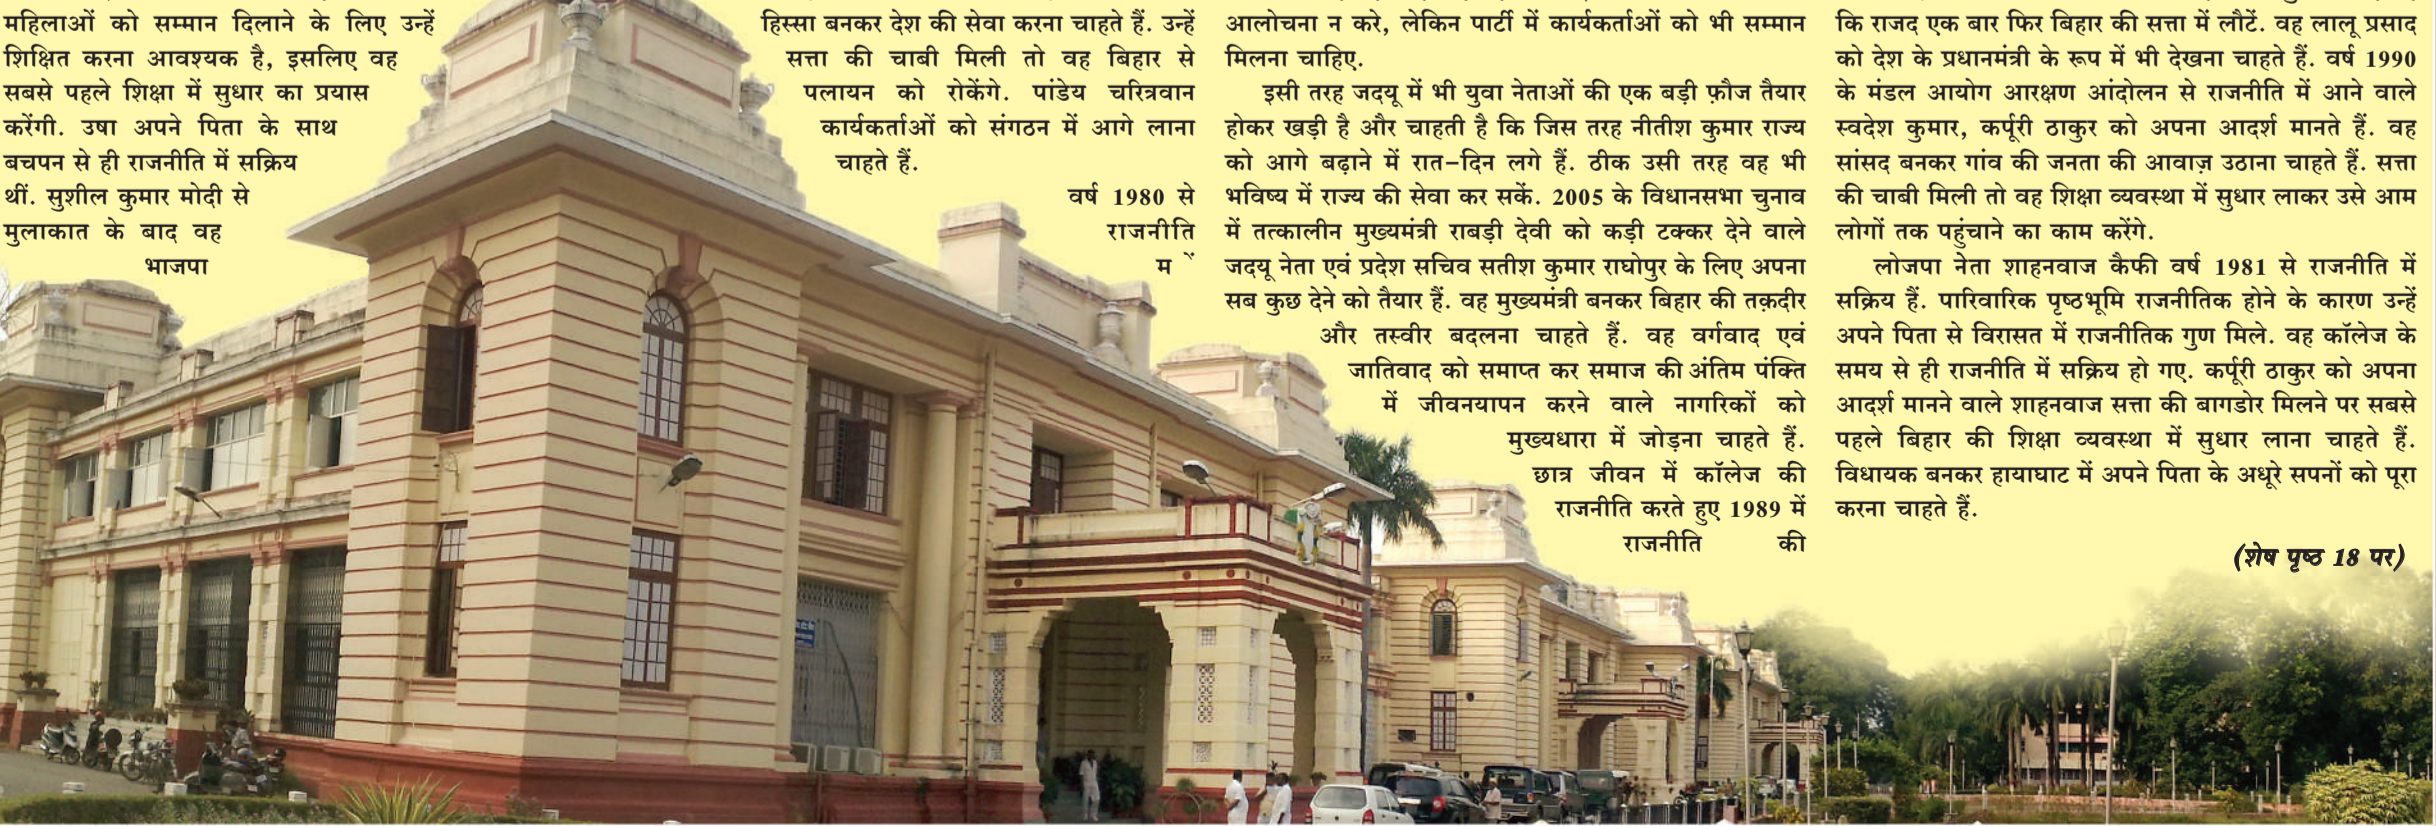 महिलाओं को सम्मान दिलाने के लिए उन्हें
शिक्षित करना आवश्यक है, इसलिए वह
सबसे पहले शिक्षा में सुधार का प्रयास
करेंगी. उषा अपने पिता के साथ
बचपन से ही राजनीति में सक्रिय
थीं. सुशील कुमार मोदी से
मुलाकात के बाद वह
भाजपा
हिस्सा बनकर देश की सेवा करना चाहते हैं. उन्हें
सत्ता की चाबी मिली तो वह बिहार से
पलायन को रोकेंगे. पांडेय चरित्रवान
कार्यकर्ताओं को संगठन में आगे लाना
चाहते हैं.
वर्ष 1980 से
राजनीति
में
आलोचना न करे, लेकिन पार्टी में कार्यकर्ताओं को भी सम्मान
मिलना चाहिए.
इसी तरह जदयू में भी युवा नेताओं की एक बड़ी फ़ौज तैयार
होकर खड़ी है और चाहती है कि जिस तरह नीतीश कुमार राज्य
को आगे बढ़ाने में रात-दिन लगे हैं. ठीक उसी तरह वह भी
भविष्य में राज्य की सेवा कर सकें. 2005 के विधानसभा चुनाव
में तत्कालीन मुख्यमंत्री राबड़ी देवी को कड़ी टक्कर देने वाले
जदयू नेता एवं प्रदेश सचिव सतीश कुमार राघोपुर के लिए अपना
सब कुछ देने को तैयार हैं. वह मुख्यमंत्री बनकर बिहार की तक़दीर
और तस्वीर बदलना चाहते हैं. वह वर्गवाद एवं
जातिवाद को समाप्त कर समाज की अंतिम पंक्ति
में जीवनयापन करने वाले नागरिकों को
मुख्यधारा में जोड़ना चाहते हैं.
छात्र जीवन में कॉलेज की
राजनीति करते हुए 1989 में
राजनीति की
कि राजद एक बार फिर बिहार की सत्ता में लौटें. वह लालू प्रसाद
को देश के प्रधानमंत्री के रूप में भी देखना चाहते हैं. वर्ष 1990
के मंडल आयोग आरक्षण आंदोलन से राजनीति में आने वाले
स्वदेश कुमार, कर्पूरी ठाकुर को अपना आदर्श मानते हैं. वह
सांसद बनकर गांव की जनता की आवाज़ उठाना चाहते हैं. सत्ता
की चाबी मिली तो वह शिक्षा व्यवस्था में सुधार लाकर उसे आम
लोगों तक पहुंचाने का काम करेंगे.
लोजपा नेता शाहनवाज कैफी वर्ष 1981 से राजनीति में
सक्रिय हैं. पारिवारिक पृष्ठभूमि राजनीतिक होने के कारण उन्हें
अपने पिता से विरासत में राजनीतिक गुण मिले. वह कॉलेज के
समय से ही राजनीति में सक्रिय हो गए. कर्पूरी ठाकुर को अपना
आदर्श मानने वाले शाहनवाज सत्ता की बागडोर मिलने पर सबसे
पहले बिहार की शिक्षा व्यवस्था में सुधार लाना चाहते हैं.
विधायक बनकर हायाघाट में अपने पिता के अधूरे सपनों को पूरा
करना चाहते हैं.
(शेष पृष्ठ 18 पर)